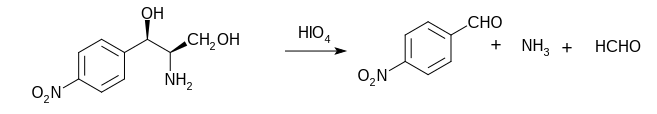 OH
CH2OH
NH2
O2N
HIO4
CHO
O2N
+ NH3 + HCHO